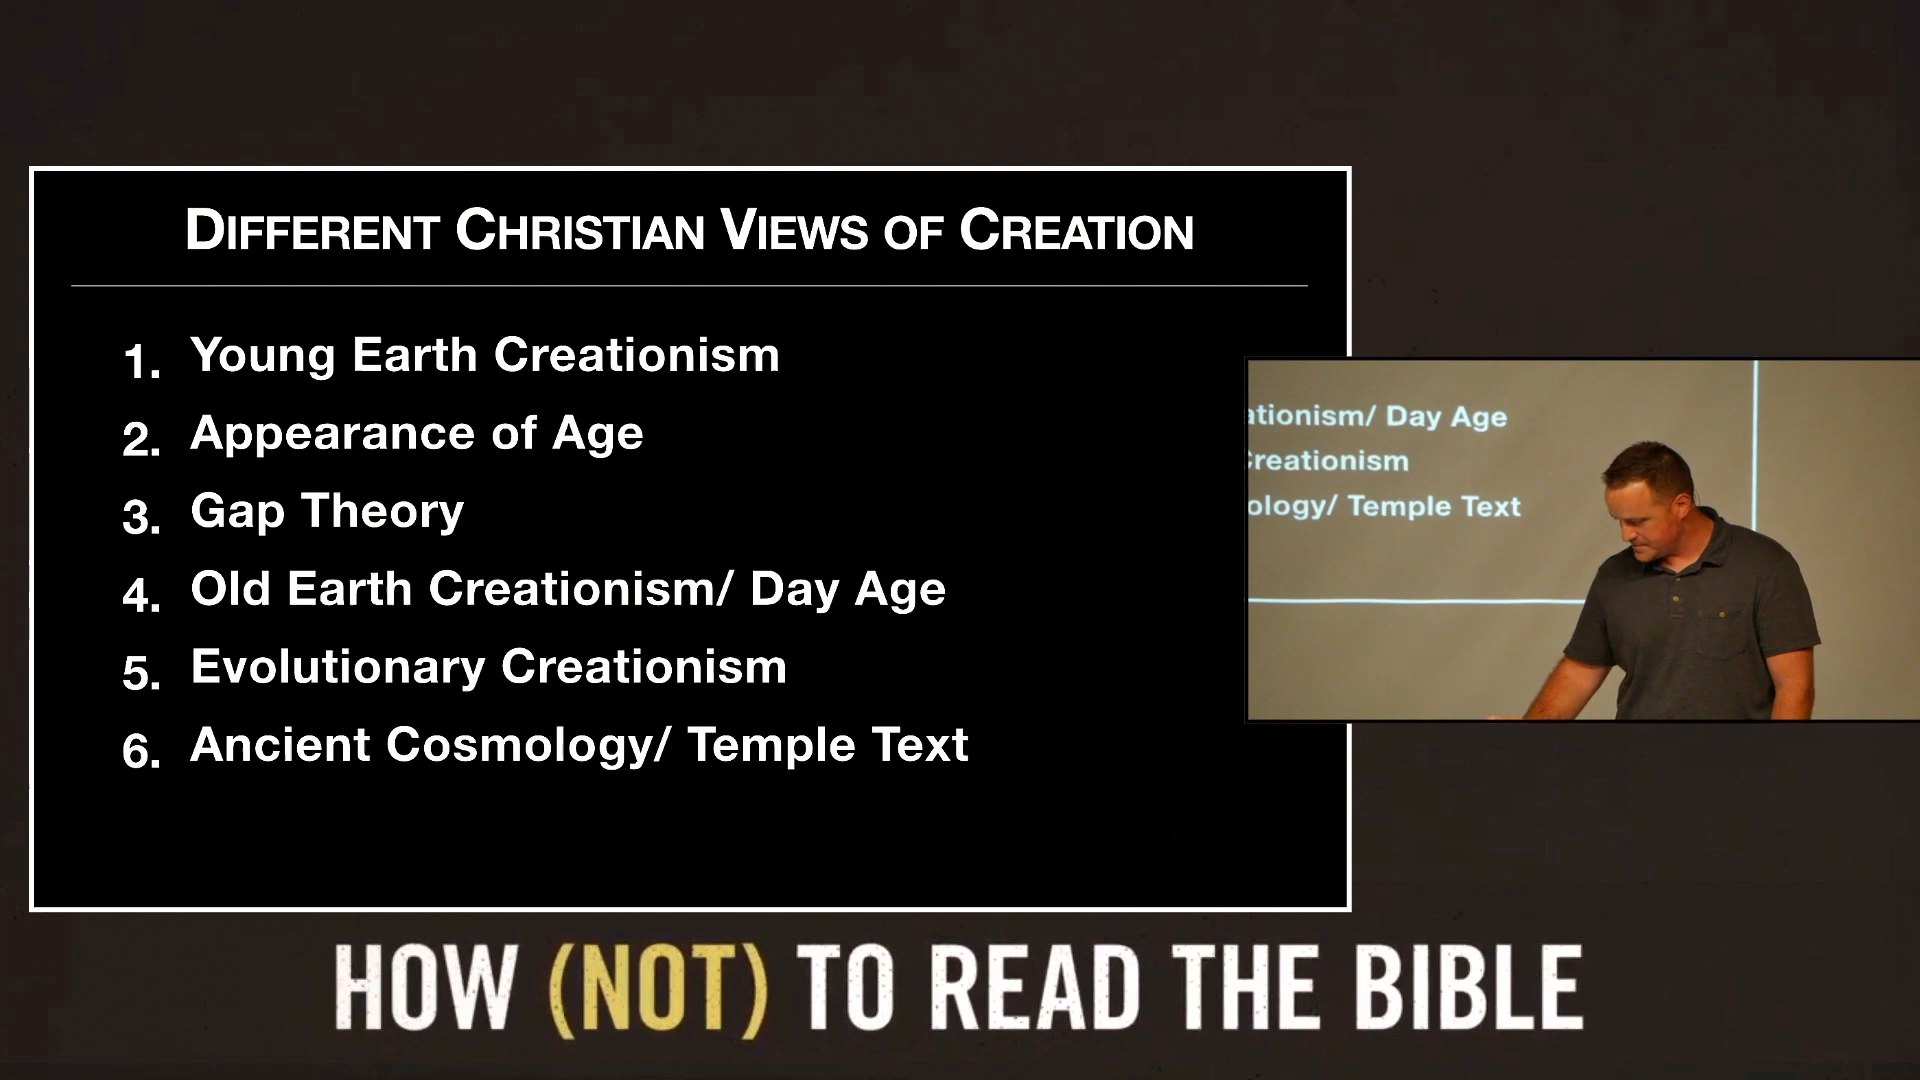 DIFFERENT CHRISTIAN VIEWS OF CREATION
1. Young Earth Creationism
2. Appearance of Age
3. Gap Theory
4. Old Earth Creationism/ Day Age
5. Evolutionary Creationism
6. Ancient Cosmology/ Temple Text
ationism/ Day Age
Creationism
ology/ Temple Text
HOW (NOT) TO READ THE BIBLE